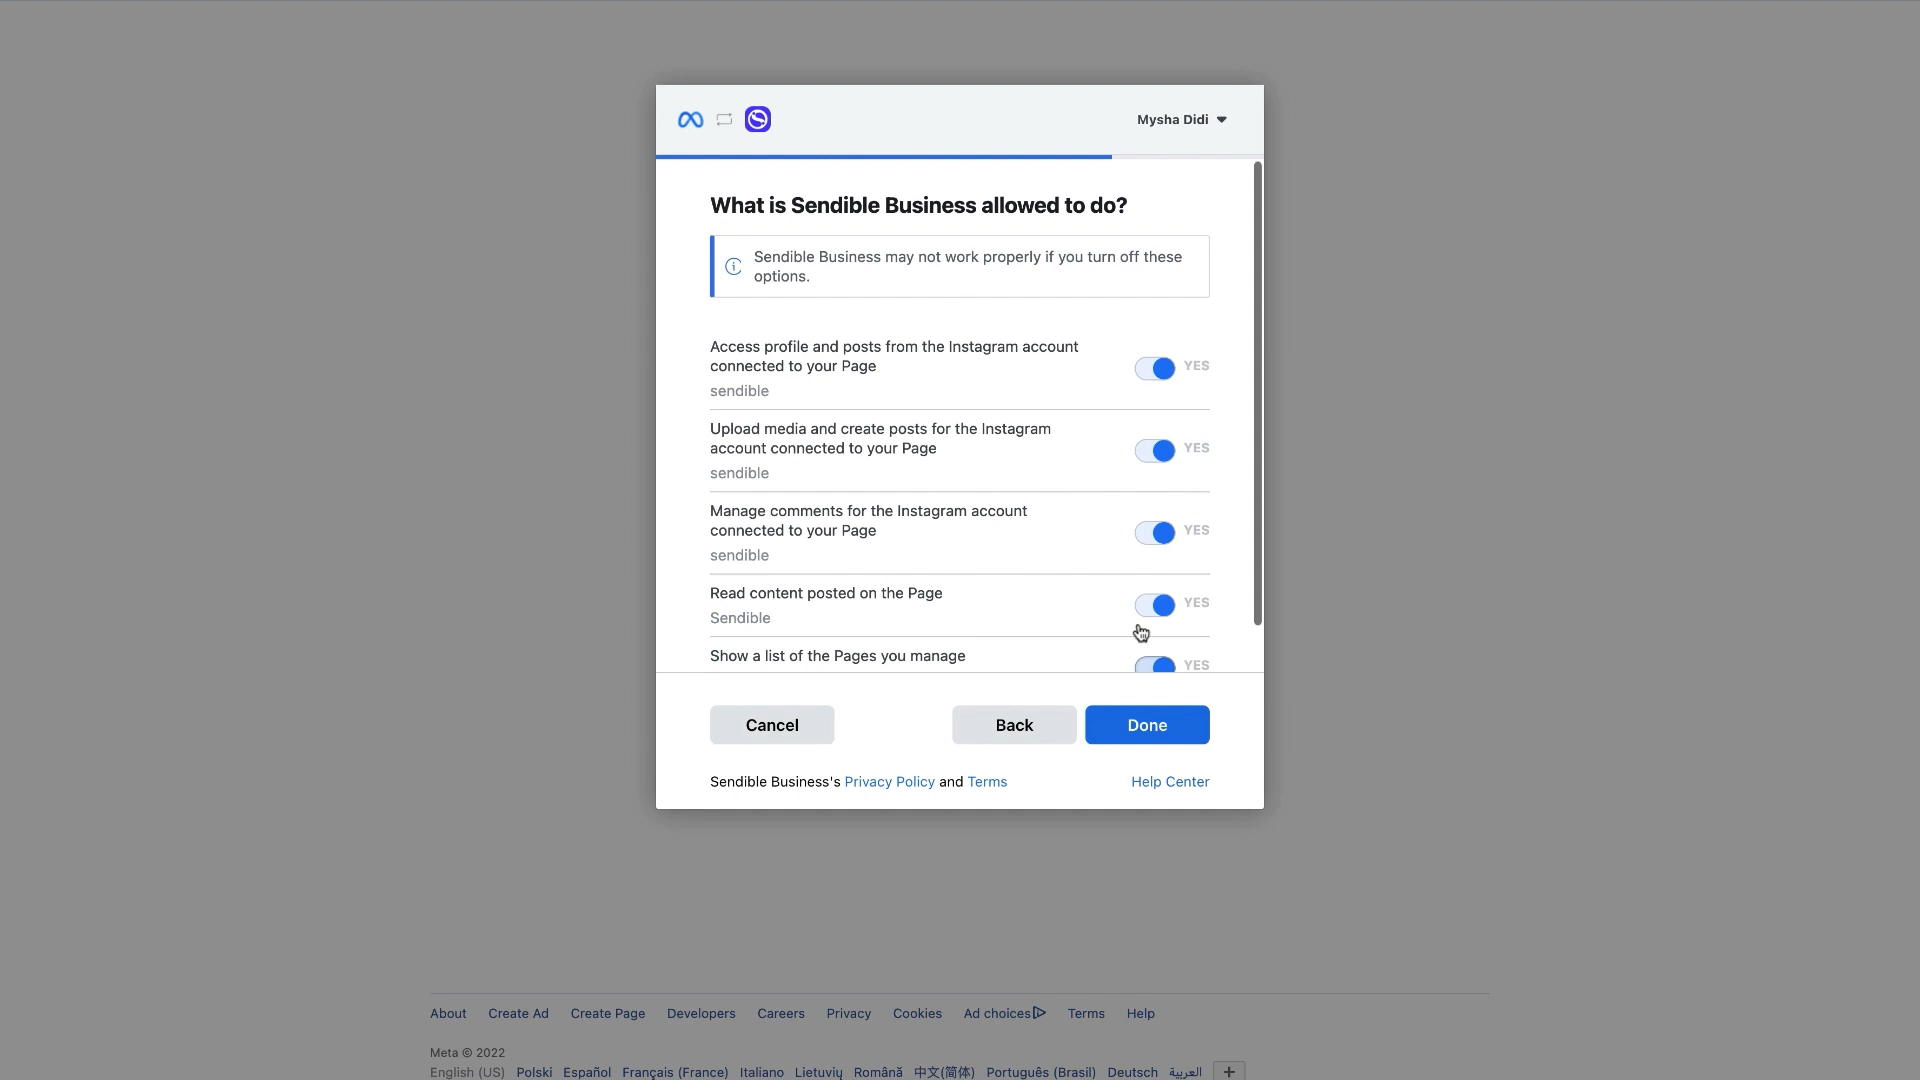 Mysha Didi
What is Sendible Business allowed to do?
Sendible Business may not work properly if you turn off these
options.
Access profile and posts from the Instagram account
connected to your Page
YES
sendible
Upload media and create posts for the Instagram
account connected to your Page
YES
sendible
Manage comments for the Instagram account
connected to your Page
YES
sendible
Read content posted on the Page
YES
Sendible
Show a list of the Pages you manage
YES
Cancel Back Done
Sendible Business's Privacy Policy and Terms Help Center
About Create Ad Create Page Developers Careers Privacy Cookies Ad choices Terms Help
Meta © 2022
English (US) Polski Español Français (France) Italiano Lietuvių Română 中文(简体) Português (Brasil) Deutsch العربية